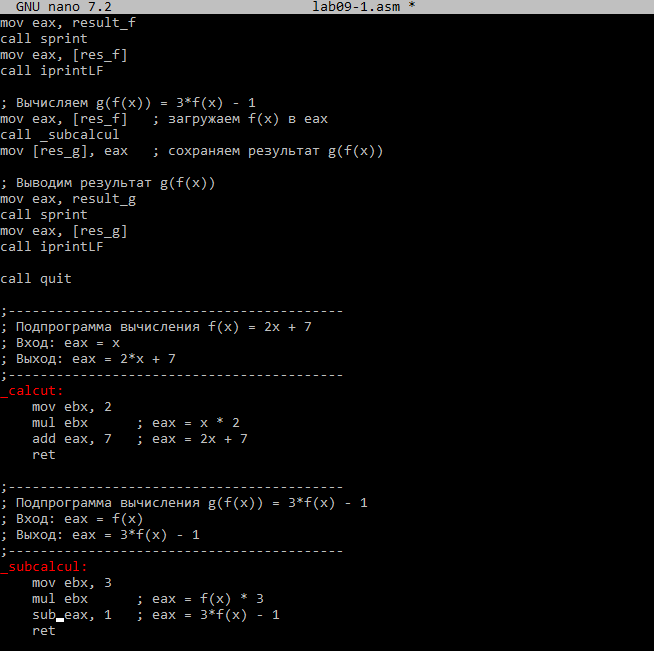 GNU nano 7.2 lab09-1.asm *
mov eax, result_f
call sprint
mov eax, [res_f]
call iprintLF
; Вычисляем g(f(x)) = 3*f(x) - 1
mov eax, [res_f] ; загружаем f(x) в eax
call _subcalcul
mov [res_g], eax ; сохраняем результат g(f(x))
; Выводим результат g(f(x))
mov eax, result_g
call sprint
mov eax, [res_g]
call iprintLF
call quit
;------------------------------------------
; Подпрограмма вычисления f(x) = 2x + 7
; Вход: eax = x
; Выход: eax = 2*x + 7
;------------------------------------------
_calcut:
mov ebx, 2
mul ebx ; eax = x * 2
add eax, 7 ; eax = 2x + 7
ret
;------------------------------------------
; Подпрограмма вычисления g(f(x)) = 3*f(x) - 1
; Вход: eax = f(x)
; Выход: eax = 3*f(x) - 1
;------------------------------------------
_subcalcul:
mov ebx, 3
mul ebx ; eax = f(x) * 3
sub eax, 1 ; eax = 3*f(x) - 1
ret